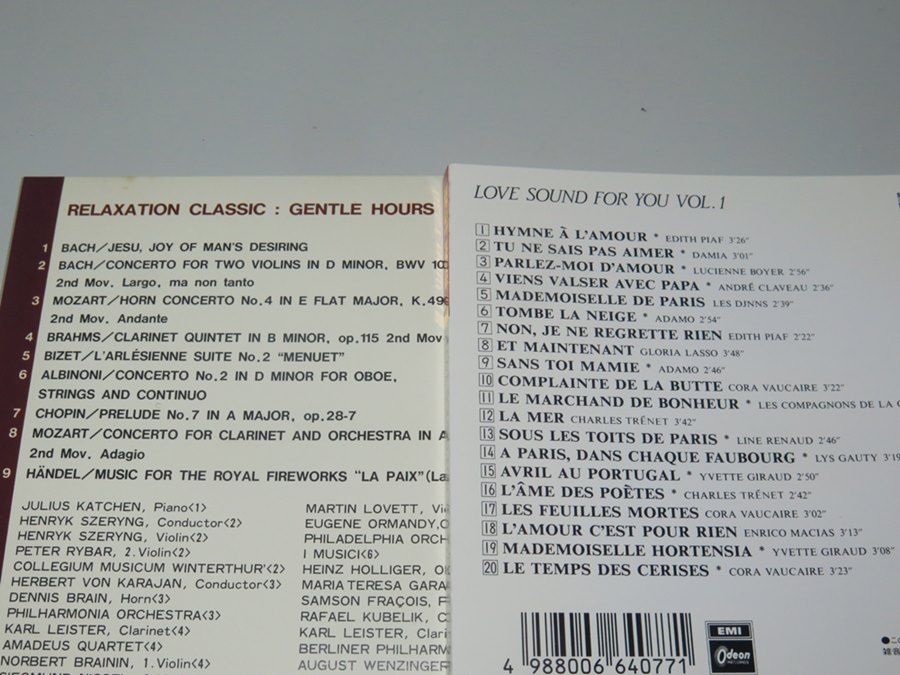 RELAXATION CLASSIC : GENTLE HOURS
1 BACH/JESU, JOY OF MAN'S DESIRING
2 BACH/CONCERTO FOR TWO VIOLINS IN D MINOR, BWV
2nd Mov. Largo, ma non tanto
3 MOZART/HORN CONCERTO No.4 IN E FLAT MAJOR, K.49
2nd Mov. Andante
4 BRAHMS/CLARINET QUINTET IN B MINOR, op.115 2nd Mov
5 BIZET/L'ARLÉSIENNE SUITE No.2 “MENUET”
6 ALBINONI/CONCERTO No.2 IN D MINOR FOR OBOE,
STRINGS AND CONTINUO
7 CHOPIN/PRELUDE No.7 IN A MAJOR, op.28-7
8 MOZART/CONCERTO FOR CLARINET AND ORCHESTRA IN A
2nd Mov. Adagio
9 HÄNDEL/MUSIC FOR THE ROYAL FIREWORKS “LA PAIX”(La
JULIUS KATCHEN, Piano<1>
HENRYK SZERYNG, Conductor<2>
HENRYK SZERYNG, Violin<2>
PETER RYBAR, 2.Violin<2>
COLLEGIUM MUSICUM WINTERTHUR'<2>
HERBERT VON KARAJAN, Conductor<3>
DENNIS BRAIN, Horn<3>
PHILHARMONIA ORCHESTRA<3>
KARL LEISTER, Clarinet<4>
AMADEUS QUARTET<4>
NORBERT BRAININ, 1.Violin<4>
MARTIN LOVETT,
EUGENE ORMANDY,
PHILADELPHIA ORCH
I MUSICI<6>
HEINZ HOLLIGER,
MARIA TERESA GARA
SAMSON FRAÇOIS,
RAFAEL KUBELIK, C
KARL LEISTER, Clari
BERLINER PHILHARM
AUGUST WENZINGER
LOVE SOUND FOR YOU VOL.1
1 HYMNE À L'AMOUR * EDITH PIAF 3'26"
2 TU NE SAIS PAS AIMER * DAMIA 3'01"
3 PARLEZ-MOI D'AMOUR * LUCIENNE BOYER 2'56"
4 VIENS VALSER AVEC PAPA * ANDRÉ CLAVEAU 2'36"
5 MADEMOISELLE DE PARIS LES DJNNS 2'39"
6 TOMBE LA NEIGE * ADAMO 2'54"
7 NON, JE NE REGRETTE RIEN EDITH PIAF 2'22"
8 ET MAINTENANT GLORIA LASSO 3'48"
9 SANS TOI MAMIE * ADAMO 2'46"
10 COMPLAINTE DE LA BUTTE CORA VAUCAIRE 3'22"
11 LE MARCHAND DE BONHEUR * LES COMPAGNONS DE LA
12 LA MER CHARLES TRÉNET 3'42"
13 SOUS LES TOITS DE PARIS * LINE RENAUD 2'46"
14 A PARIS, DANS CHAQUE FAUBOURG * LYS GAUTY 3'19
15 AVRIL AU PORTUGAL * YVETTE GIRAUD 2'50"
16 L'ÂME DES POÈTES * CHARLES TRÉNET 2'42"
17 LES FEUILLES MORTES CORA VAUCAIRE 3'02"
18 L'AMOUR C'EST POUR RIEN ENRICO MACIAS 3'13"
19 MADEMOISELLE HORTENSIA * YVETTE GIRAUD 3'08"
20 LE TEMPS DES CERISES * CORA VAUCAIRE 3'23"
4 988006 640771
EMI
Odeon
RECORDS
●この
雑音